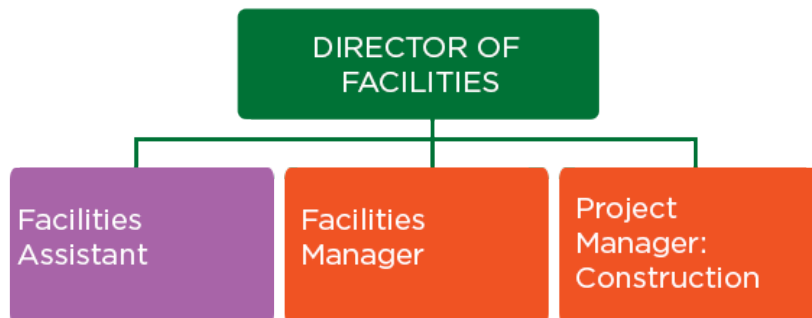 DIRECTOR OF
FACILITIES
Facilities
Assistant
Facilities
Manager
Project
Manager:
Construction